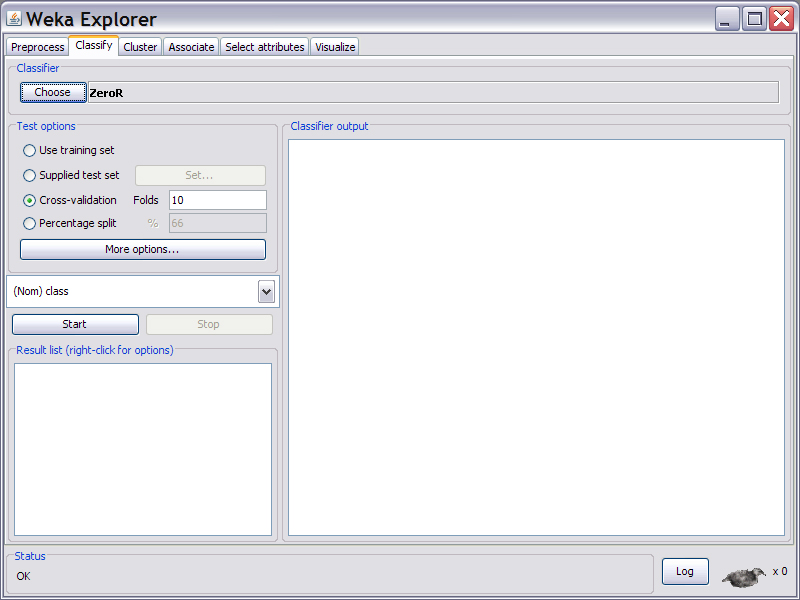 Weka Explorer
Preprocess Classify Cluster Associate Select attributes Visualize
Classifier
Choose ZeroR
Test options
Use training set
Supplied test set Set...
Cross-validation Folds 10
Percentage split % 66
More options...
(Nom) class
Start Stop
Result list (right-click for options)
Classifier output
Status
OK
Log x 0